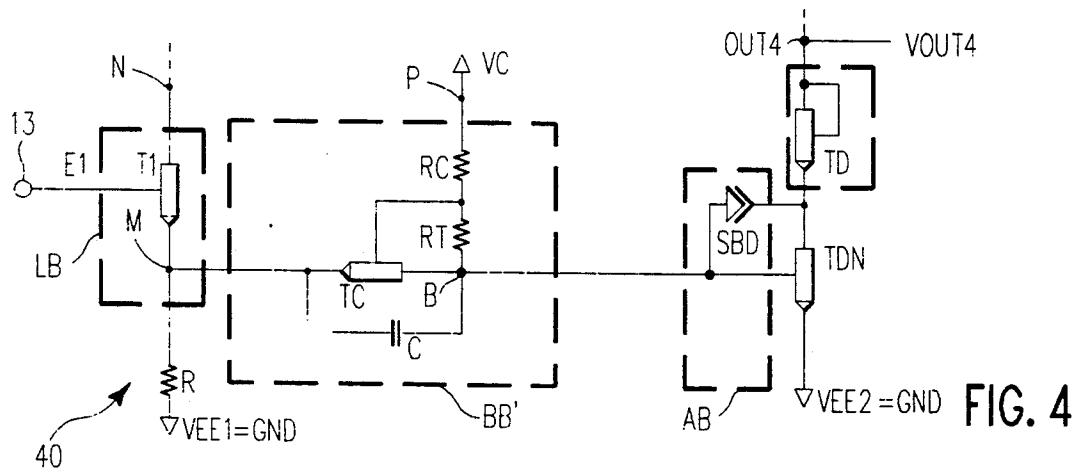 OUT4
VOUT4
N
P
VC
13
E1
T1
RC
TD
M
RT
SBD
LB
TC
B
TDN
C
R
BB'
AB
VEE1=GND
VEE2=GND
FIG. 4
40